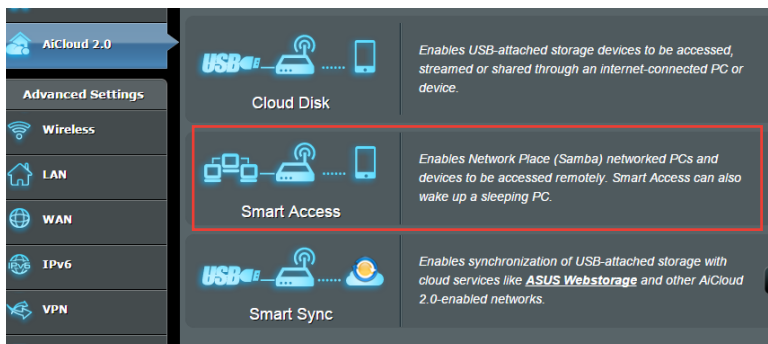 AiCloud 2.0
Advanced Settings
Wireless
LAN
WAN
IPv6
IPv6
VPN
USB
Cloud Disk
Enables USB-attached storage devices to be accessed,
streamed or shared through an internet-connected PC or
device.
Smart Access
Enables Network Place (Samba) networked PCs and
devices to be accessed remotely. Smart Access can also
wake up a sleeping PC.
USB
Smart Sync
Enables synchronization of USB-attached storage with
cloud services like ASUS Webstorage and other AiCloud
2.0-enabled networks.